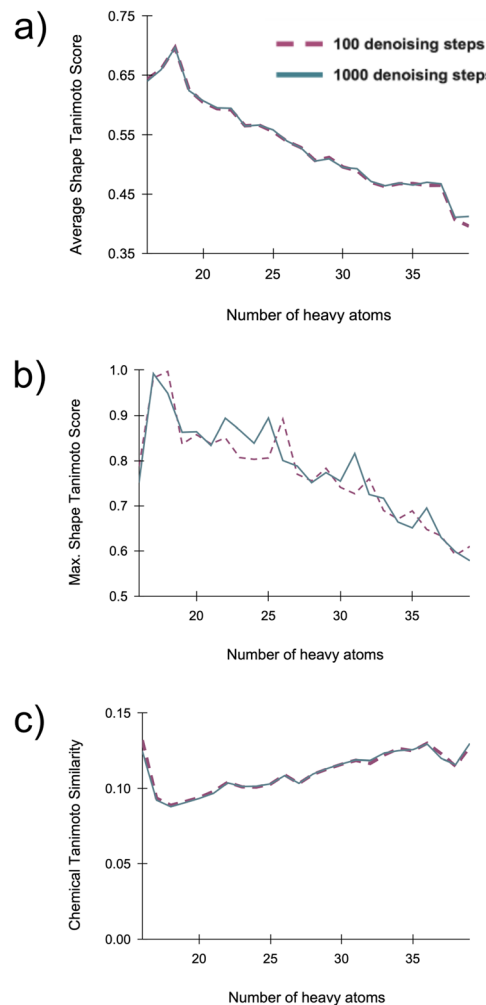 a)
100 denoising steps
1000 denoising steps
Average Shape Tanimoto Score
0.75
0.65
0.55
0.45
0.35
20
25
30
35
Number of heavy atoms
b)
Max. Shape Tanimoto Score
1.0
0.9
0.8
0.7
0.6
0.5
20
25
30
35
Number of heavy atoms
c)
Chemical Tanimoto Similarity
0.15
0.10
0.05
0.00
20
25
30
35
Number of heavy atoms